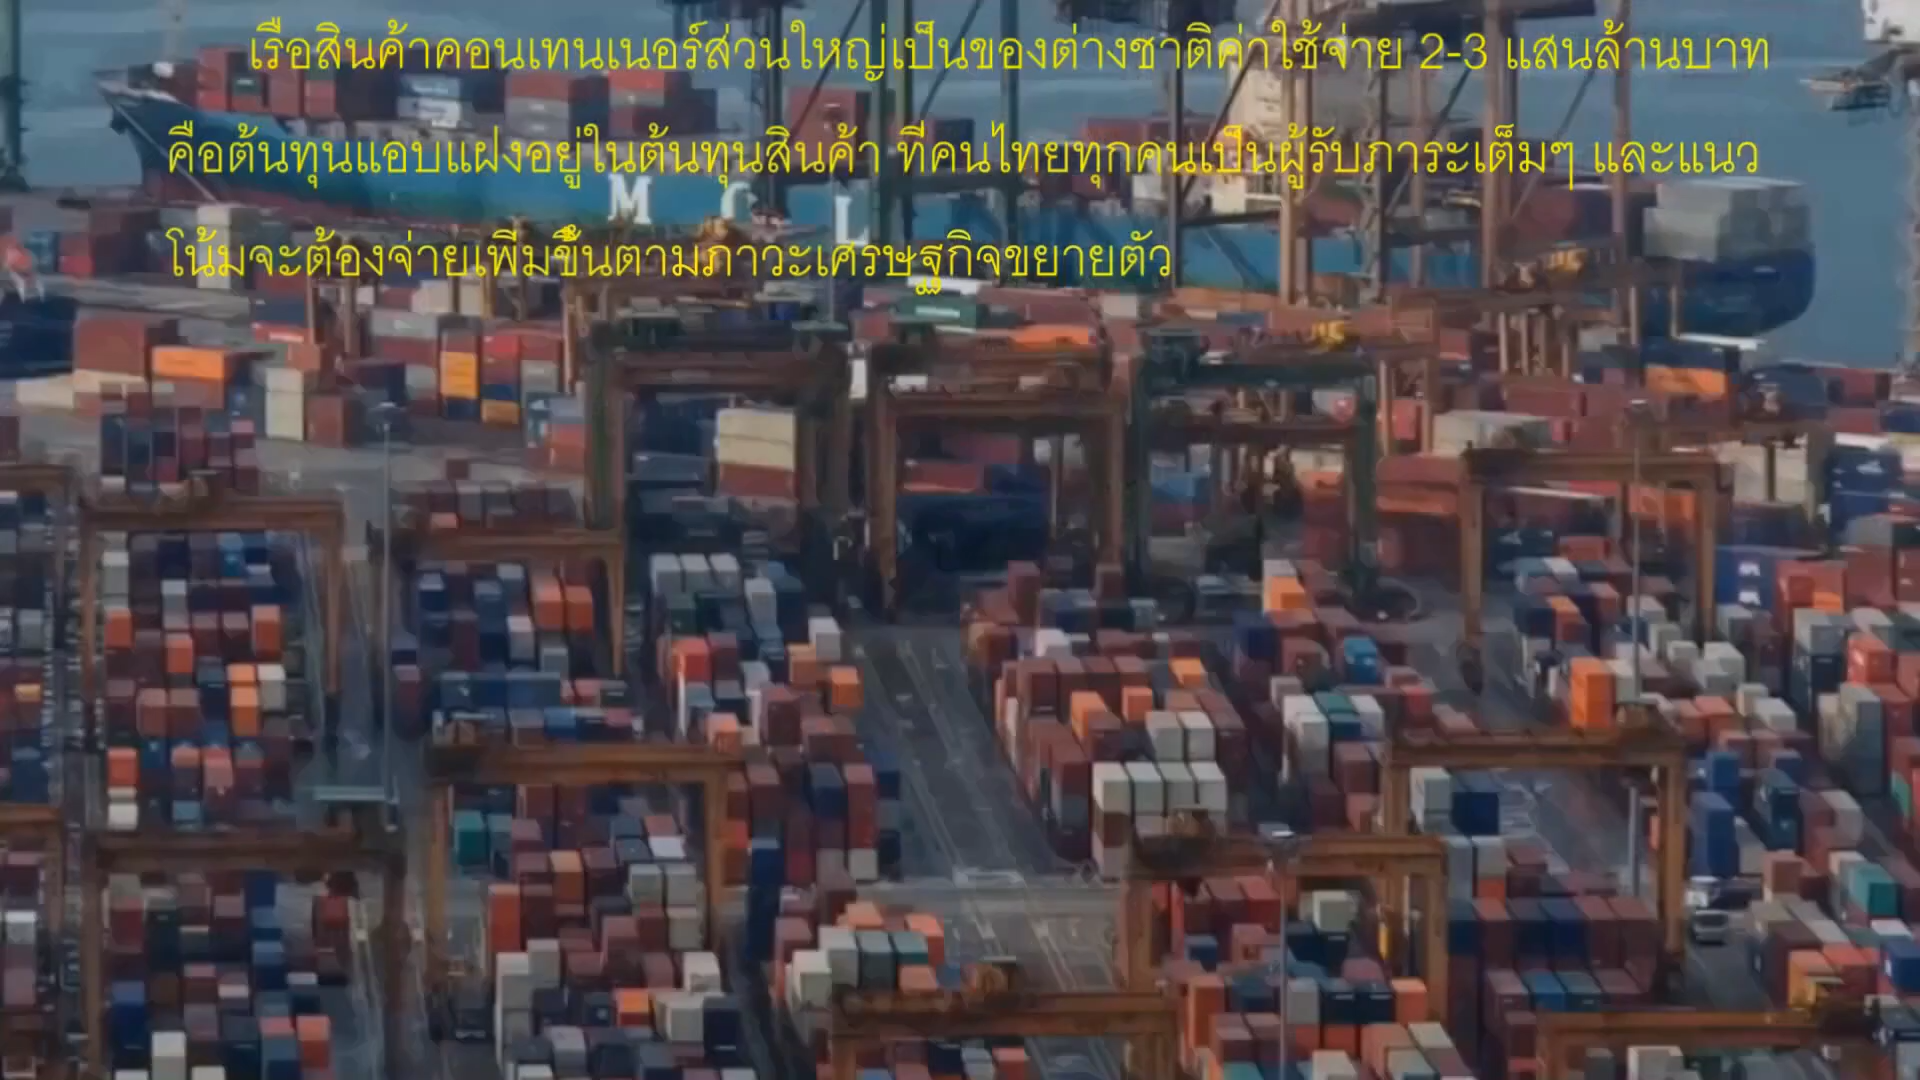 เรือสินค้าคอนเทนเนอร์ส่วนใหญ่เป็นของต่างชาติค่าใช้จ่าย 2-3 แสนล้านบาท
คือต้นทุนแอบแฝงอยู่ในต้นทุนสินค้า ที่คนไทยทุกคนเป็นผู้รับภาระเต็มๆ และแนว
โน้มจะต้องจ่ายเพิ่มขึ้นตามภาวะเศรษฐกิจขยายตัว
M C L